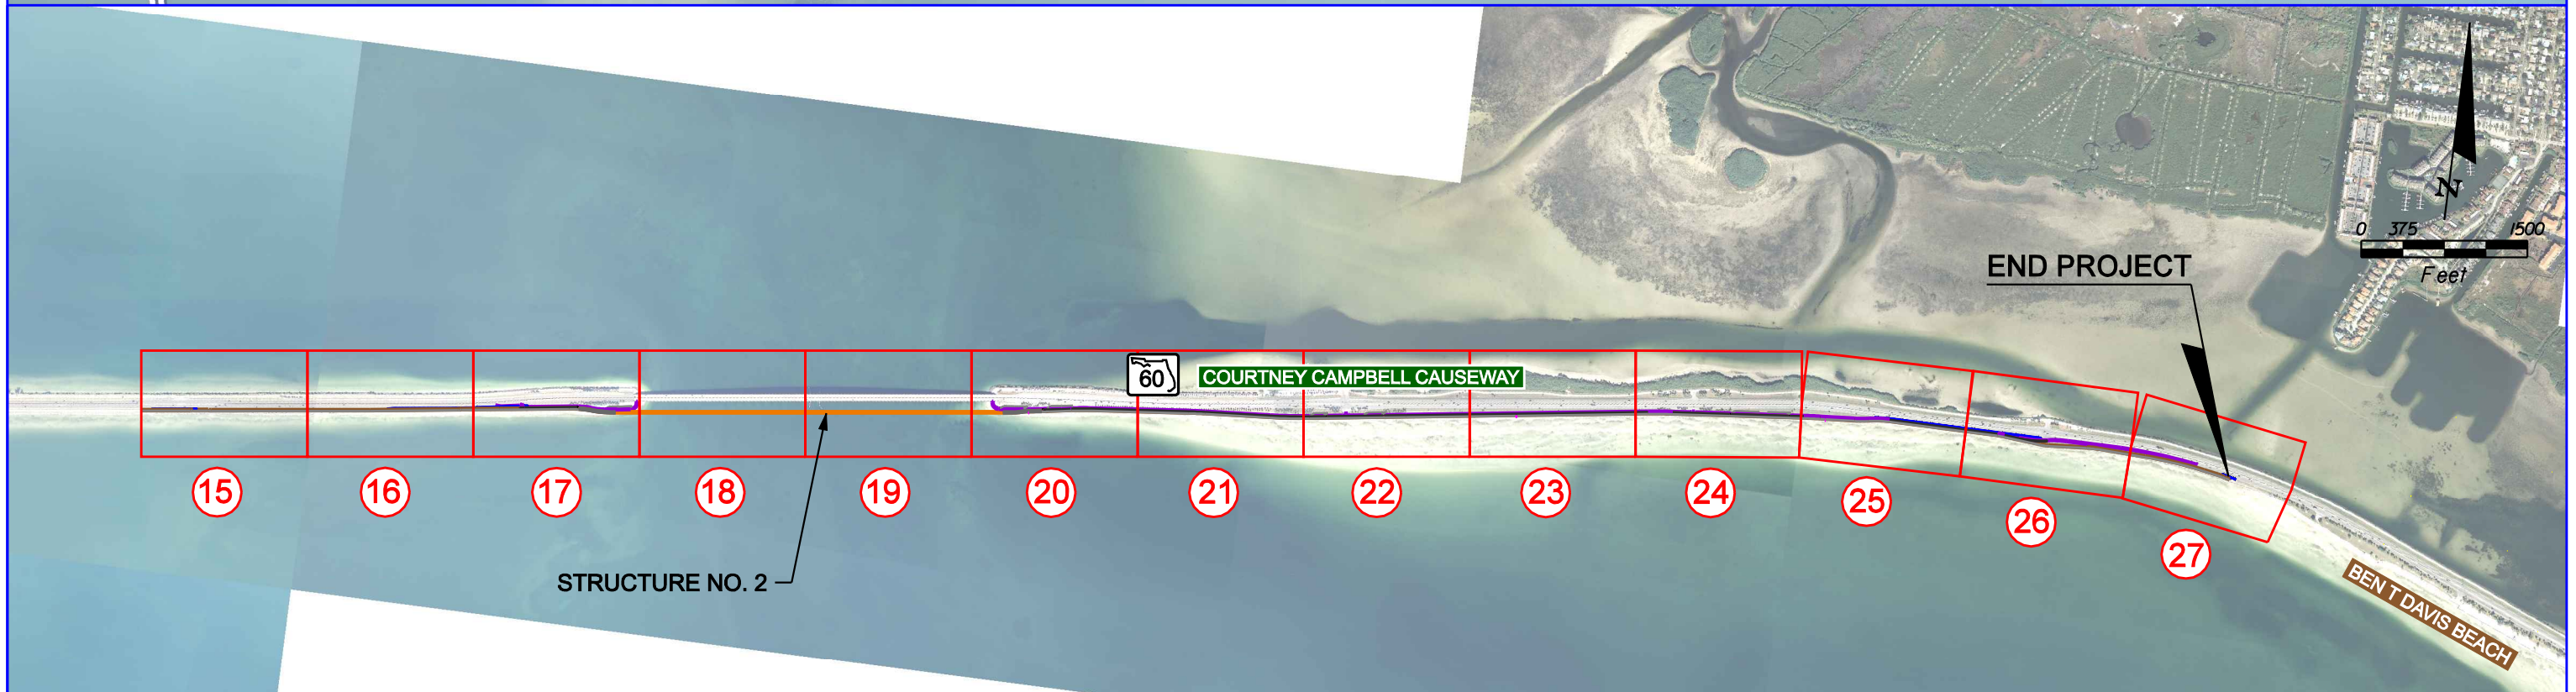 N
0 375 1500
Feet
END PROJECT
60
COURTNEY CAMPBELL CAUSEWAY
15
16
17
18
19
20
21
22
23
24
25
26
27
STRUCTURE NO. 2
BEN T DAVIS BEACH